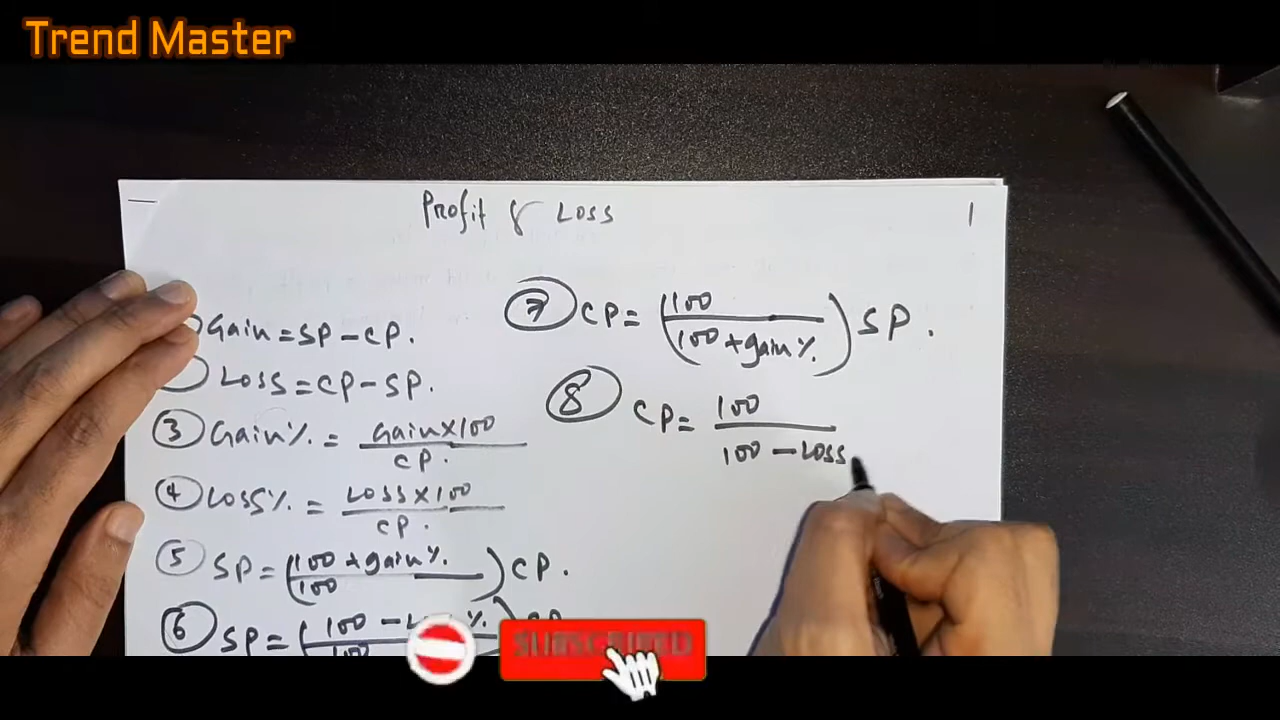 Trend Master
Profit & Loss
1
Gain = SP - CP.
Loss = CP - SP.
③ Gain% = Gain x 100 / CP.
④ Loss% = Loss x 100 / CP.
⑤ SP = (100 + gain% / 100) CP.
⑥ SP = (100 - % / 100)
⑦ CP = (100 / 100 + gain%) SP.
⑧ CP = 100 / 100 - Loss
SUBSCRIBED